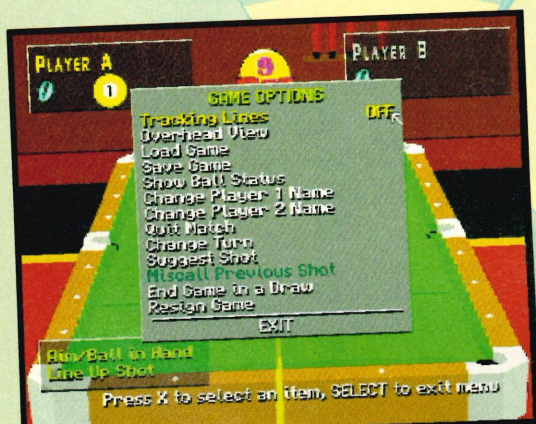 PLAYER A
0
1
9
PLAYER B
0
GAME OPTIONS
Tracking Lines OFF
Overhead View
Load Game
Save Game
Show Ball Status
Change Player 1 Name
Change Player 2 Name
Quit Match
Change Turn
Suggest Shot
Miscall Previous Shot
End Game in a Draw
Resign Game
EXIT
Aim/Ball in Hand
Line Up Shot
Press X to select an item, SELECT to exit menu